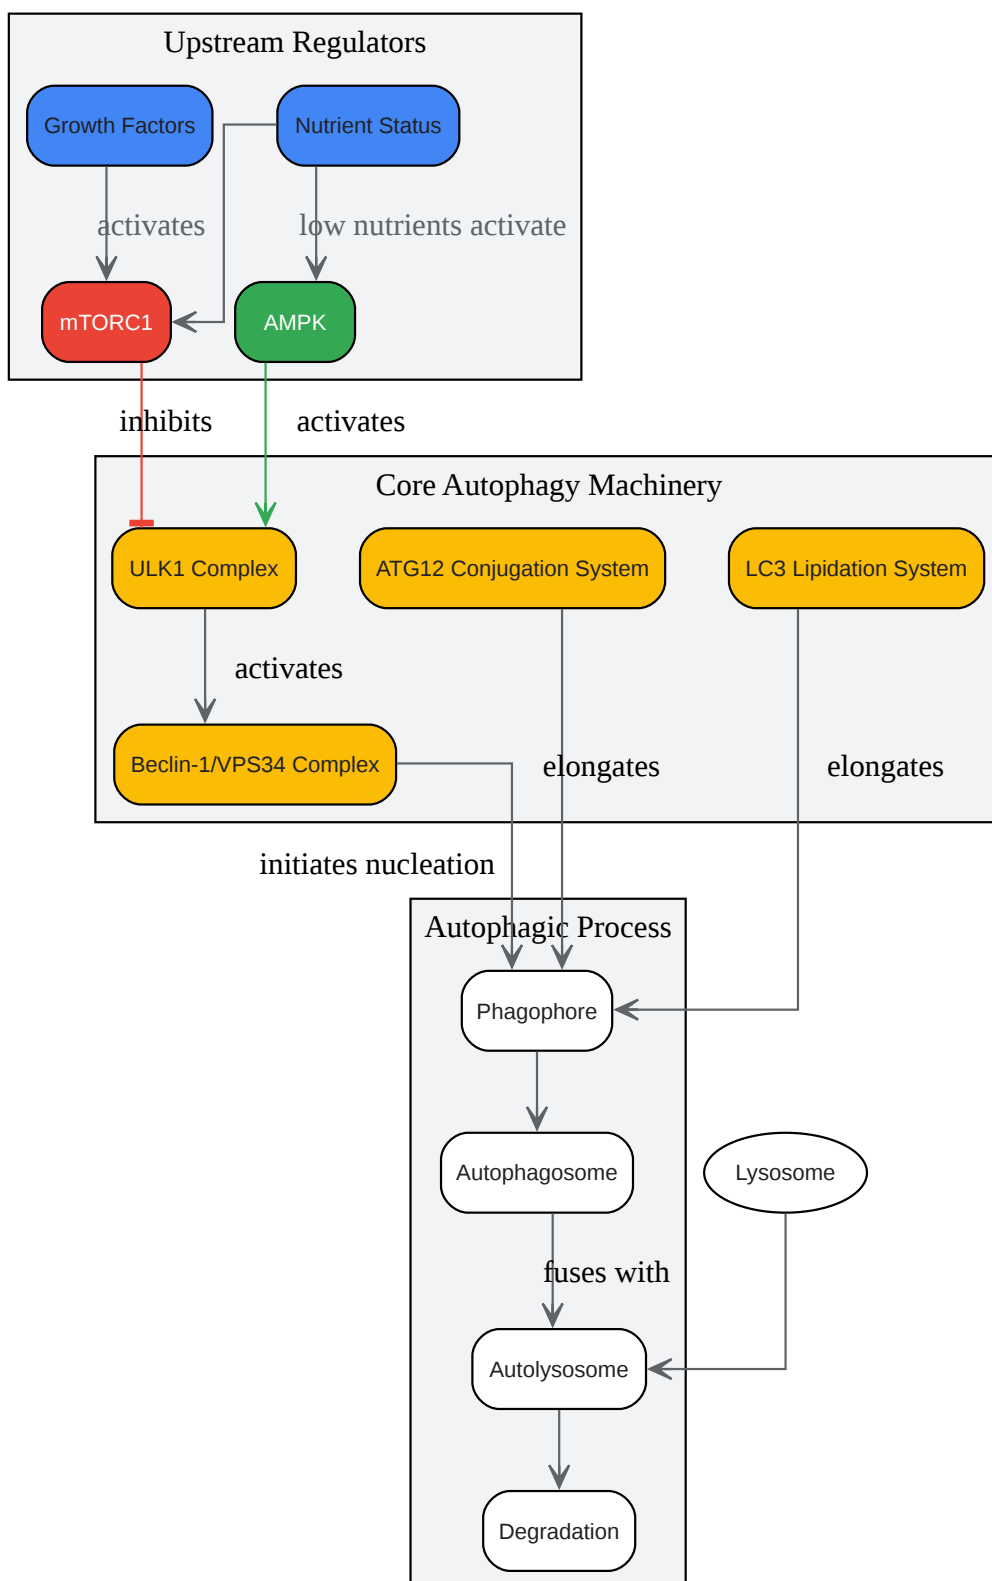 Upstream Regulators
Growth Factors
Nutrient Status
activates
low nutrients activate
mTORC1
AMPK
inhibits
activates
Core Autophagy Machinery
ULK1 Complex
ATG12 Conjugation System
LC3 Lipidation System
activates
Beclin-1/VPS34 Complex
elongates
elongates
initiates nucleation
Autophagic Process
Phagophore
Autophagosome
Lysosome
fuses with
Autolysosome
Degradation